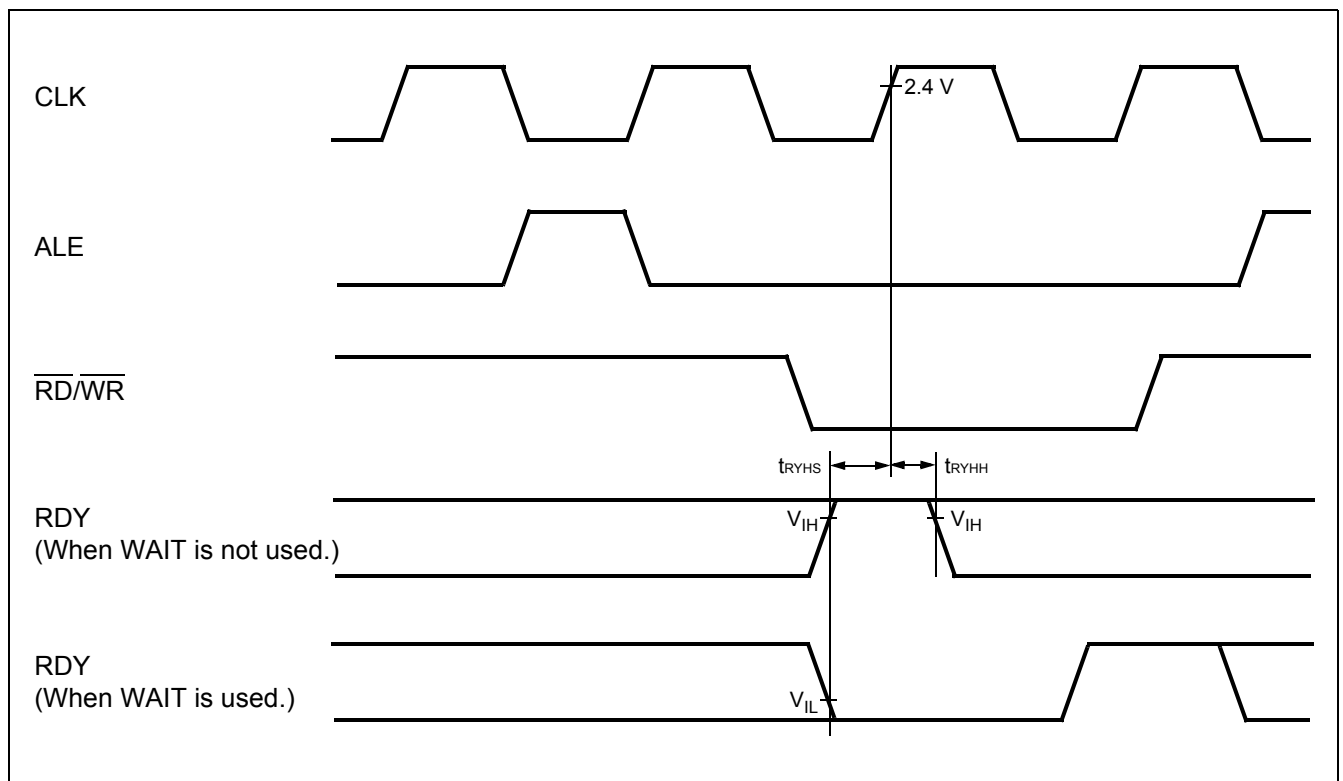 CLK
2.4 V
ALE
RD/WR
tRYHS
tRYHH
RDY
(When WAIT is not used.)
VIH
VIH
RDY
(When WAIT is used.)
VIL